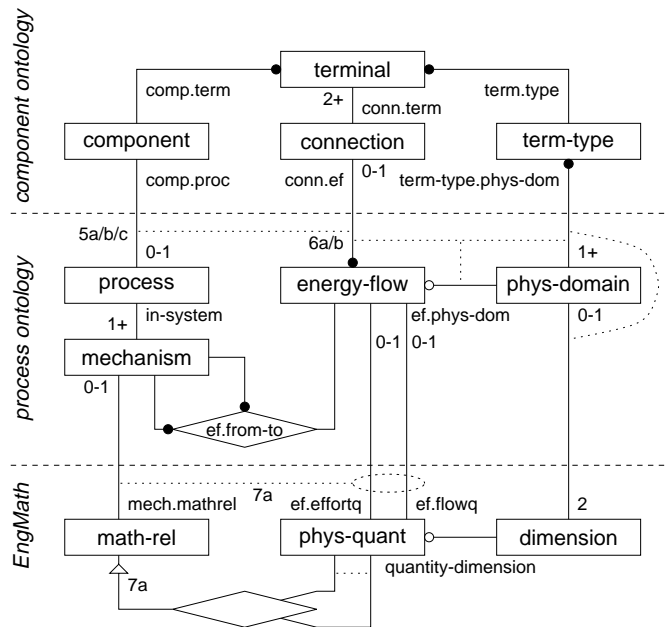 component ontology
terminal
comp.term
2+
conn.term
term.type
component
connection
term-type
comp.proc
conn.ef
0-1
term-type.phys-dom
process ontology
5a/b/c
0-1
6a/b
1+
process
energy-flow
phys-domain
in-system
1+
ef.phys-dom
0-1
mechanism
0-1
0-1
0-1
ef.from-to
EngMath
mech.mathrel
7a
ef.effortq
ef.flowq
2
math-rel
phys-quant
dimension
7a
quantity-dimension